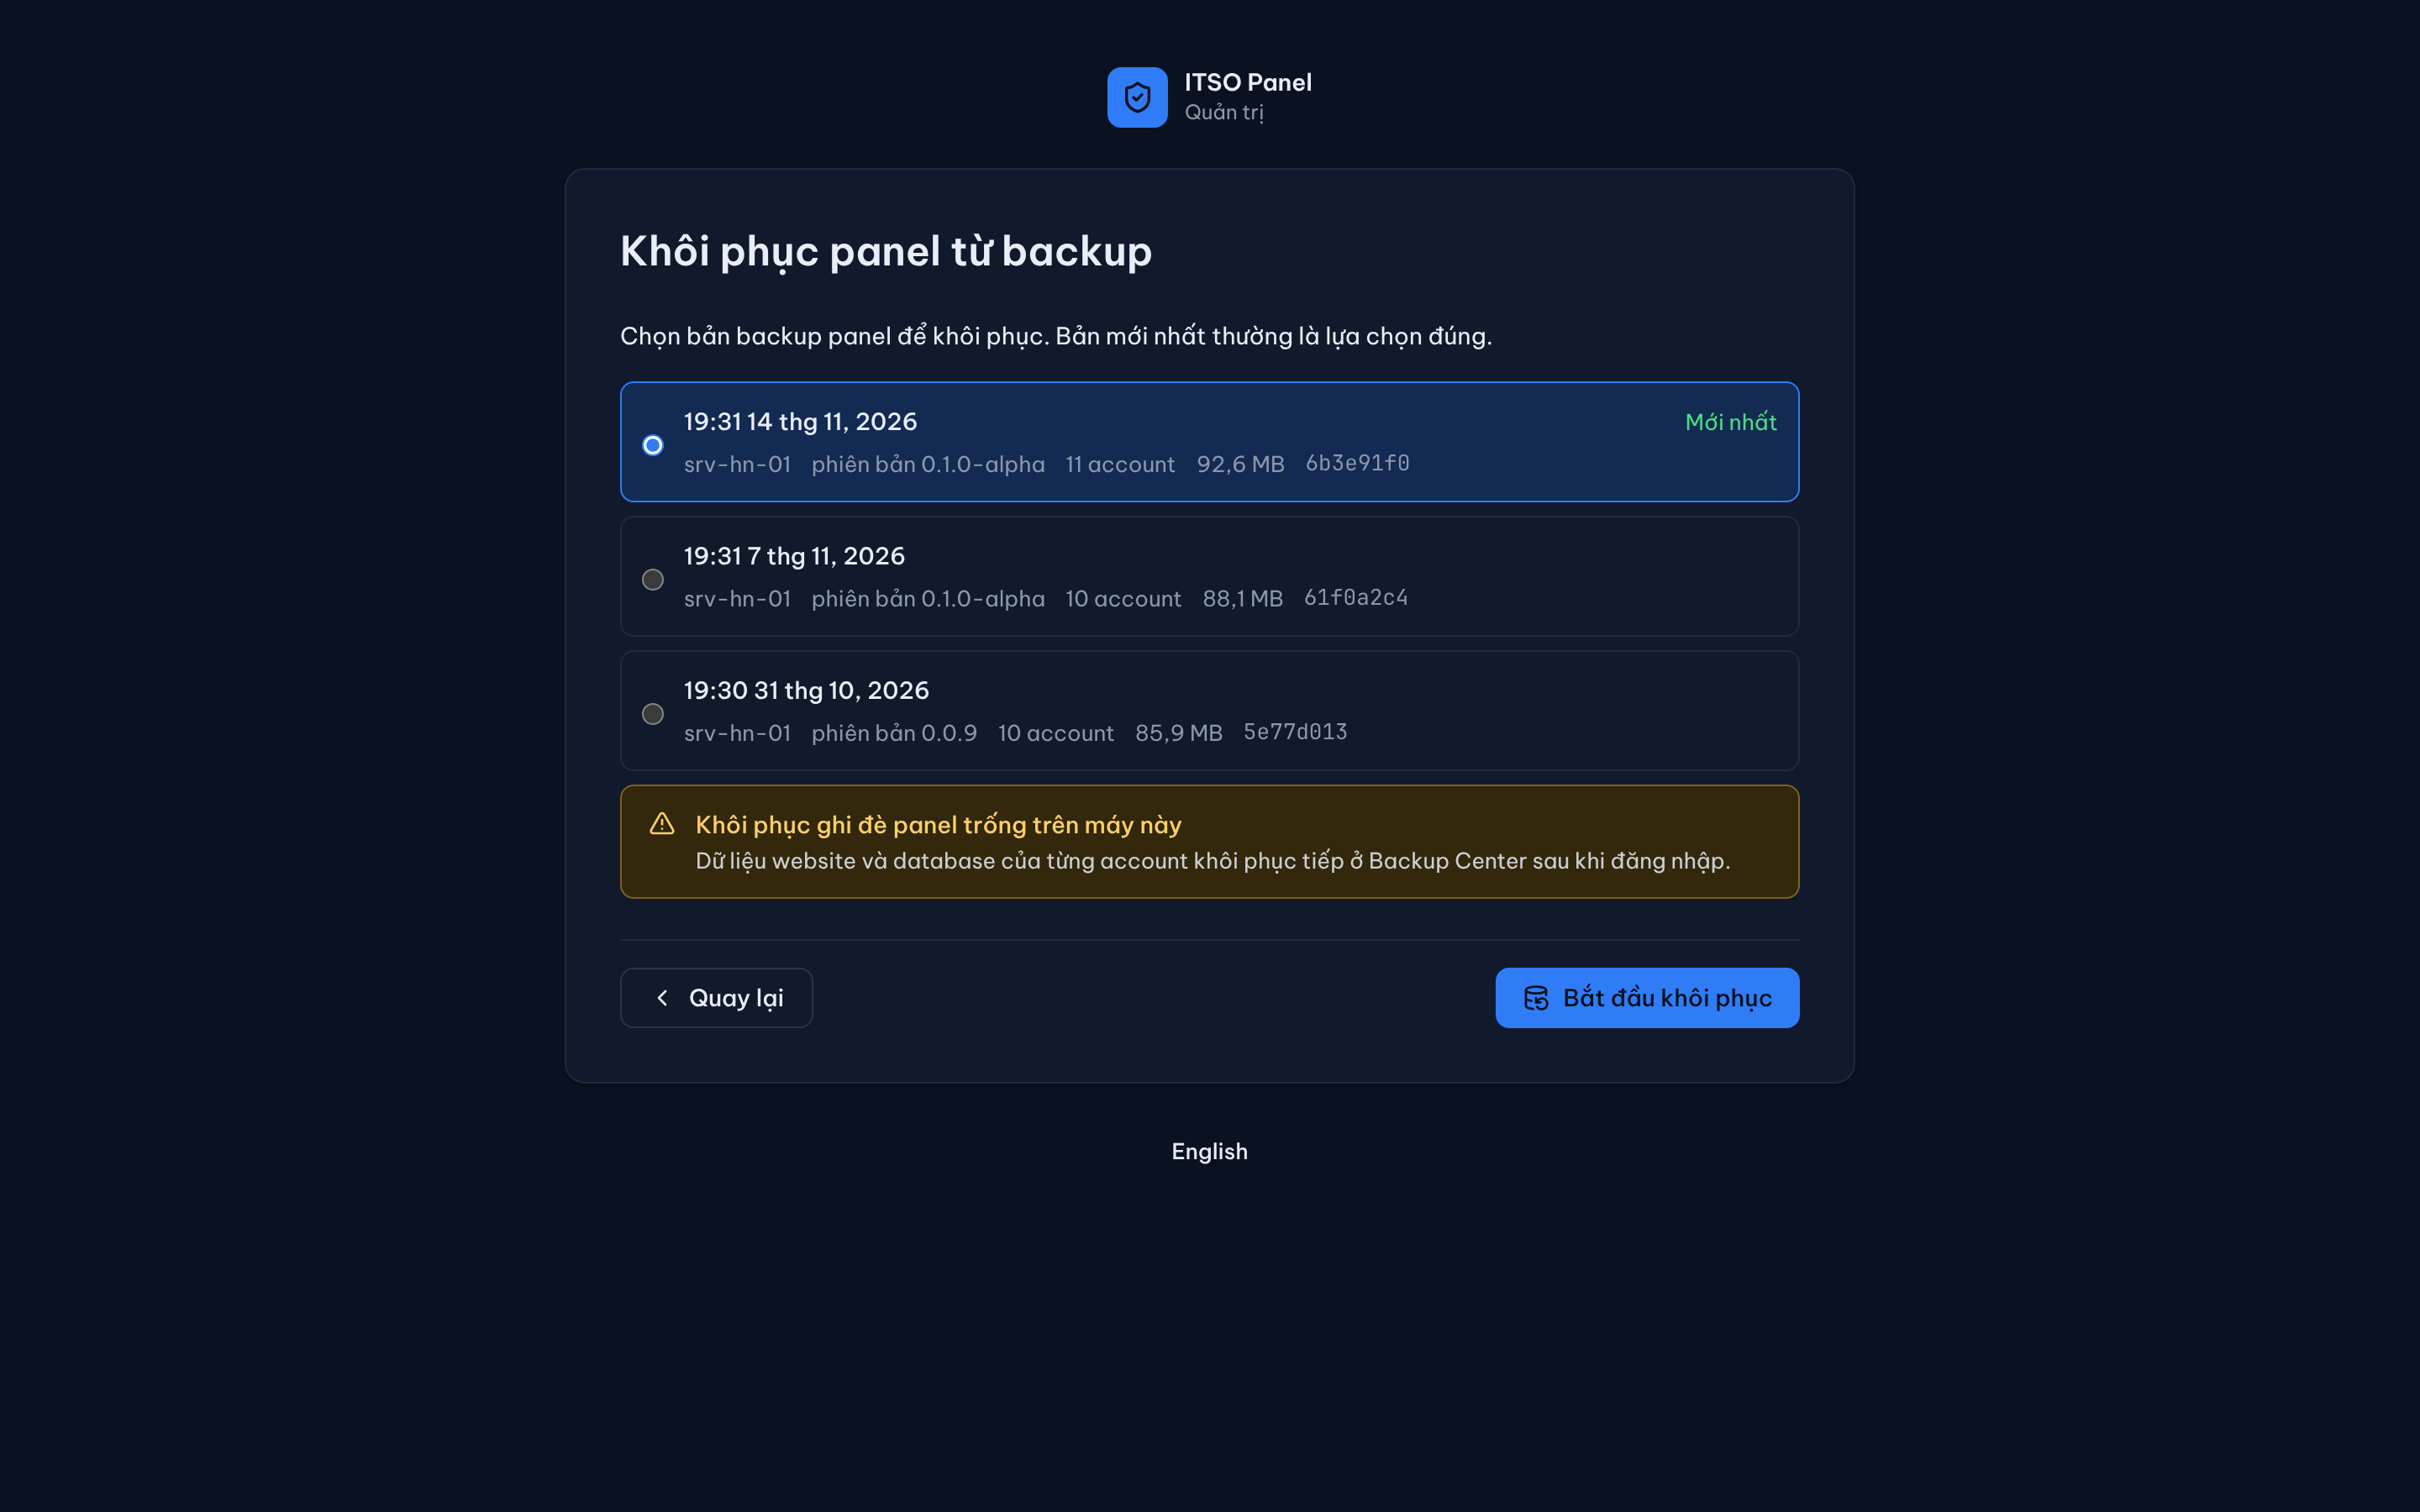 ITSO Panel
Quản trị
Khôi phục panel từ backup
Chọn bản backup panel để khôi phục. Bản mới nhất thường là lựa chọn đúng.
19:31 14 thg 11, 2026
Mới nhất
srv-hn-01 phiên bản 0.1.0-alpha 11 account 92,6 MB 6b3e91f0
19:31 7 thg 11, 2026
srv-hn-01 phiên bản 0.1.0-alpha 10 account 88,1 MB 61f0a2c4
19:30 31 thg 10, 2026
srv-hn-01 phiên bản 0.0.9 10 account 85,9 MB 5e77d013
Khôi phục ghi đè panel trống trên máy này
Dữ liệu website và database của từng account khôi phục tiếp ở Backup Center sau khi đăng nhập.
Quay lại
Bắt đầu khôi phục
English